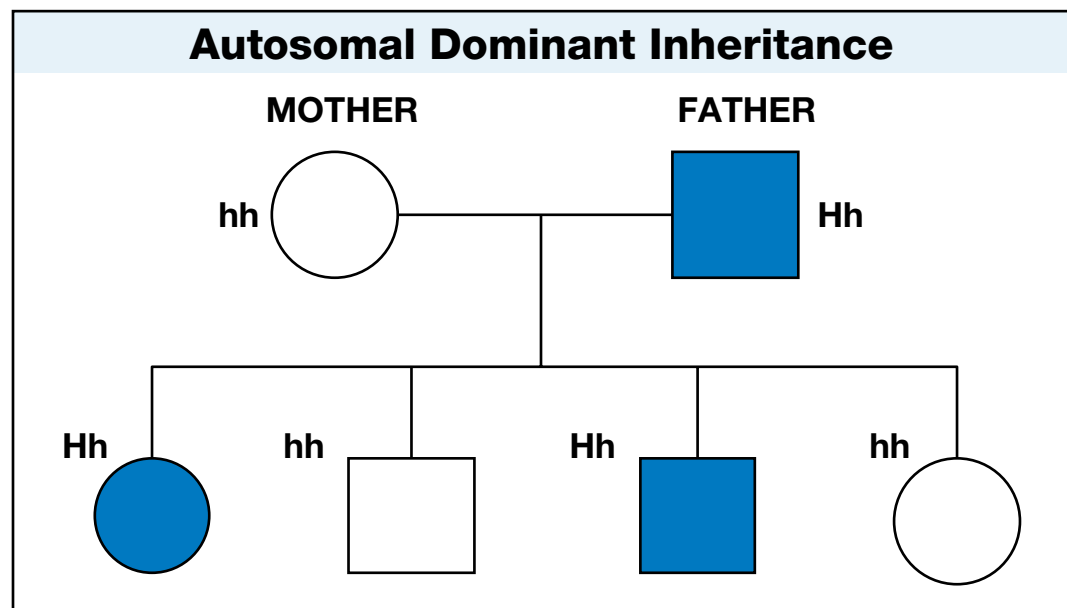 Autosomal Dominant Inheritance
MOTHER FATHER
hh Hh
Hh hh Hh hh